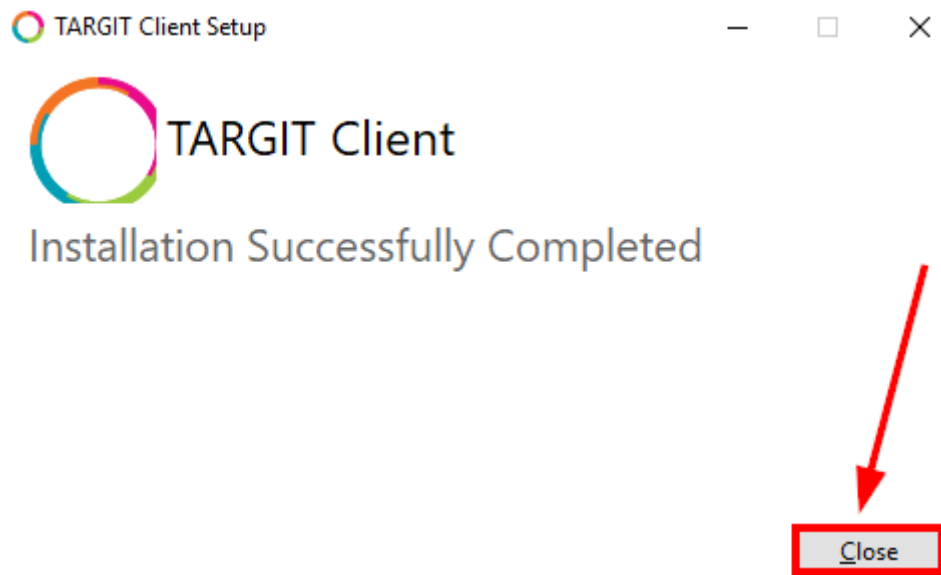 TARGIT Client Setup
TARGIT Client
Installation Successfully Completed
Close